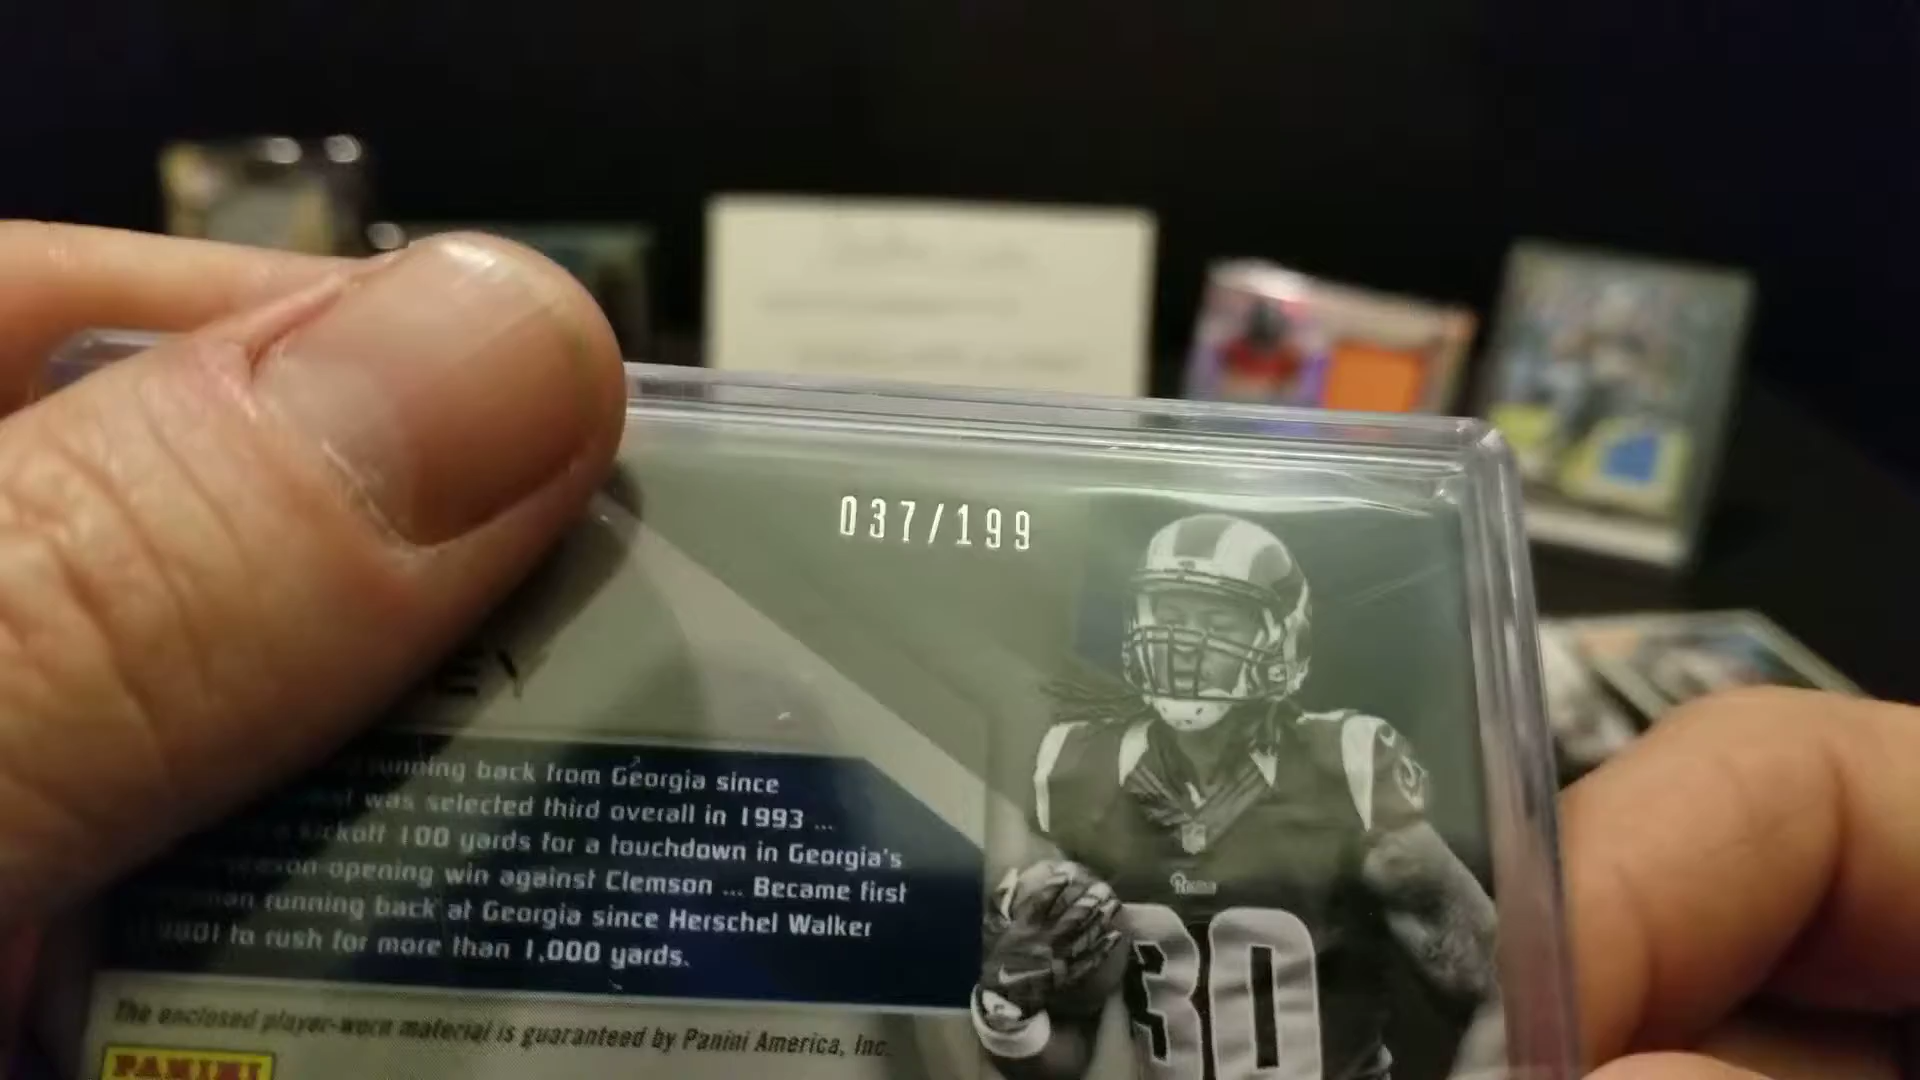 037/199
EY
running back from Georgia since
was selected third overall in 1993 ...
kickoff 100 yards for a touchdown in Georgia's
season-opening win against Clemson ... Became first
running back at Georgia since Herschel Walker
to rush for more than 1,000 yards.
The enclosed player-worn material is guaranteed by Panini America, Inc.
PANINI
Rams
30